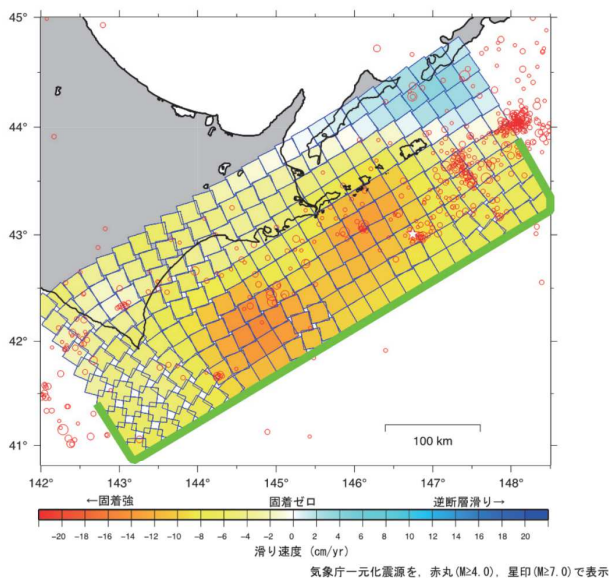 45°
44°
43°
42°
41°
142° 143° 144° 145° 146° 147° 148°
100 km
←固着強 固着ゼロ 逆断層滑り→
-20 -18 -16 -14 -12 -10 -8 -6 -4 -2 0 2 4 6 8 10 12 14 16 18 20
滑り速度 (cm/yr)
気象庁一元化震源を，赤丸(M≥4.0)，星印(M≥7.0)で表示